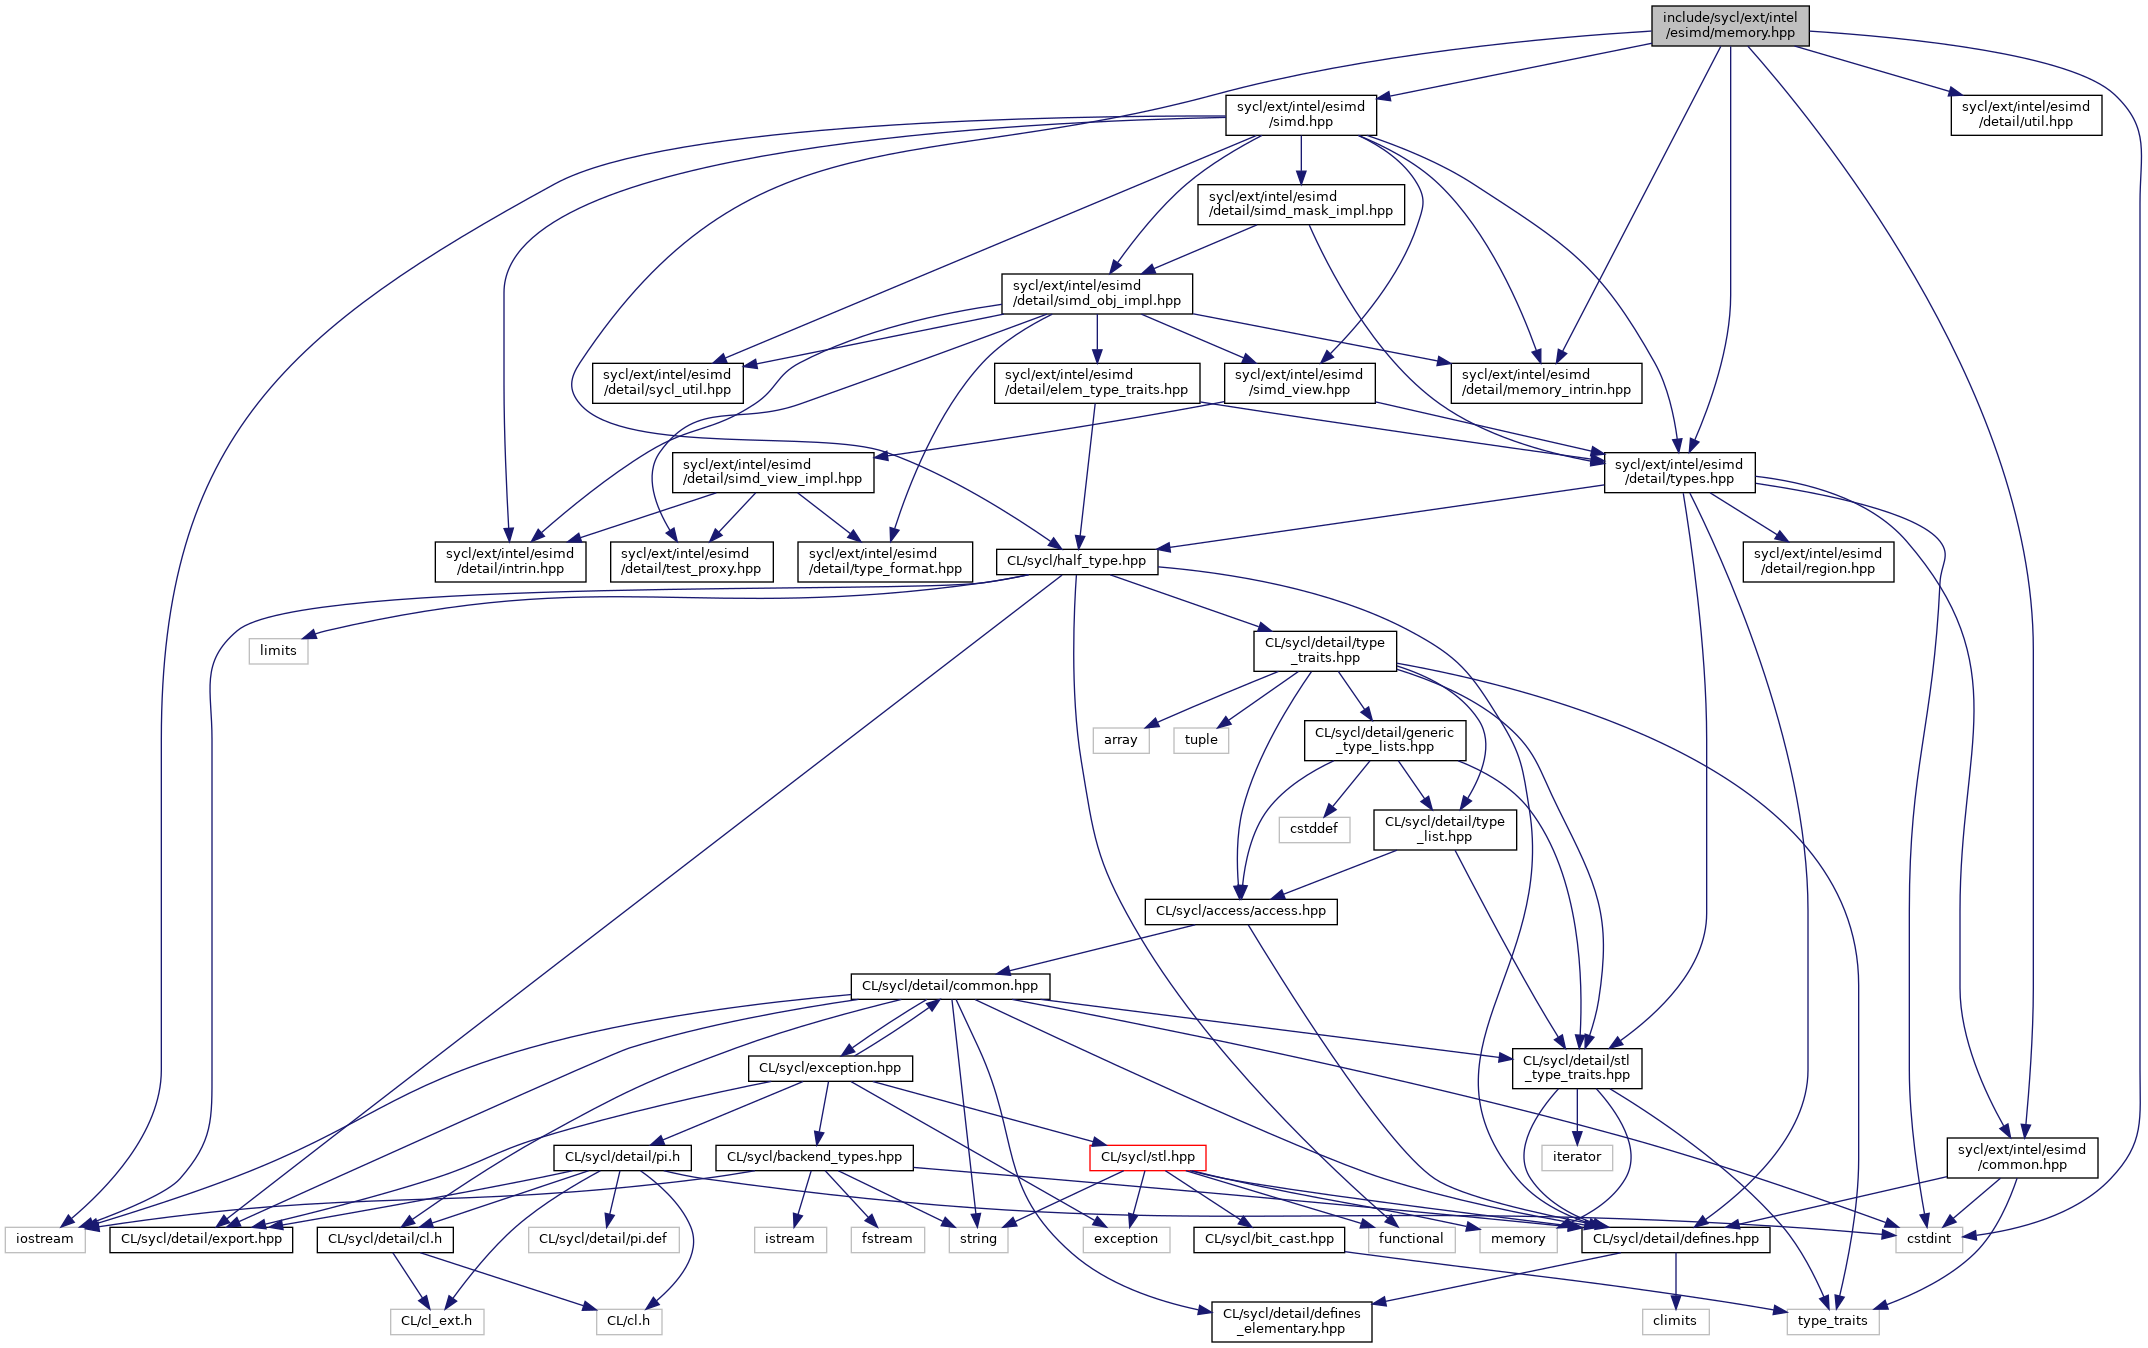 include/sycl/ext/intel
/esimd/memory.hpp
sycl/ext/intel/esimd
/simd.hpp
sycl/ext/intel/esimd
/detail/util.hpp
sycl/ext/intel/esimd
/detail/simd_mask_impl.hpp
sycl/ext/intel/esimd
/detail/simd_obj_impl.hpp
sycl/ext/intel/esimd
/detail/sycl_util.hpp
sycl/ext/intel/esimd
/detail/elem_type_traits.hpp
sycl/ext/intel/esimd
/simd_view.hpp
sycl/ext/intel/esimd
/detail/memory_intrin.hpp
sycl/ext/intel/esimd
/detail/simd_view_impl.hpp
sycl/ext/intel/esimd
/detail/types.hpp
sycl/ext/intel/esimd
/detail/intrin.hpp
sycl/ext/intel/esimd
/detail/test_proxy.hpp
sycl/ext/intel/esimd
/detail/type_format.hpp
CL/sycl/half_type.hpp
sycl/ext/intel/esimd
/detail/region.hpp
limits
CL/sycl/detail/type
_traits.hpp
array
tuple
CL/sycl/detail/generic
_type_lists.hpp
cstddef
CL/sycl/detail/type
_list.hpp
CL/sycl/access/access.hpp
CL/sycl/detail/common.hpp
CL/sycl/exception.hpp
CL/sycl/detail/stl
_type_traits.hpp
CL/sycl/detail/pi.h
CL/sycl/backend_types.hpp
CL/sycl/stl.hpp
iterator
sycl/ext/intel/esimd
/common.hpp
iostream
CL/sycl/detail/export.hpp
CL/sycl/detail/cl.h
CL/sycl/detail/pi.def
istream
fstream
string
exception
CL/sycl/bit_cast.hpp
functional
memory
CL/sycl/detail/defines.hpp
cstdint
CL/cl_ext.h
CL/cl.h
CL/sycl/detail/defines
_elementary.hpp
climits
type_traits